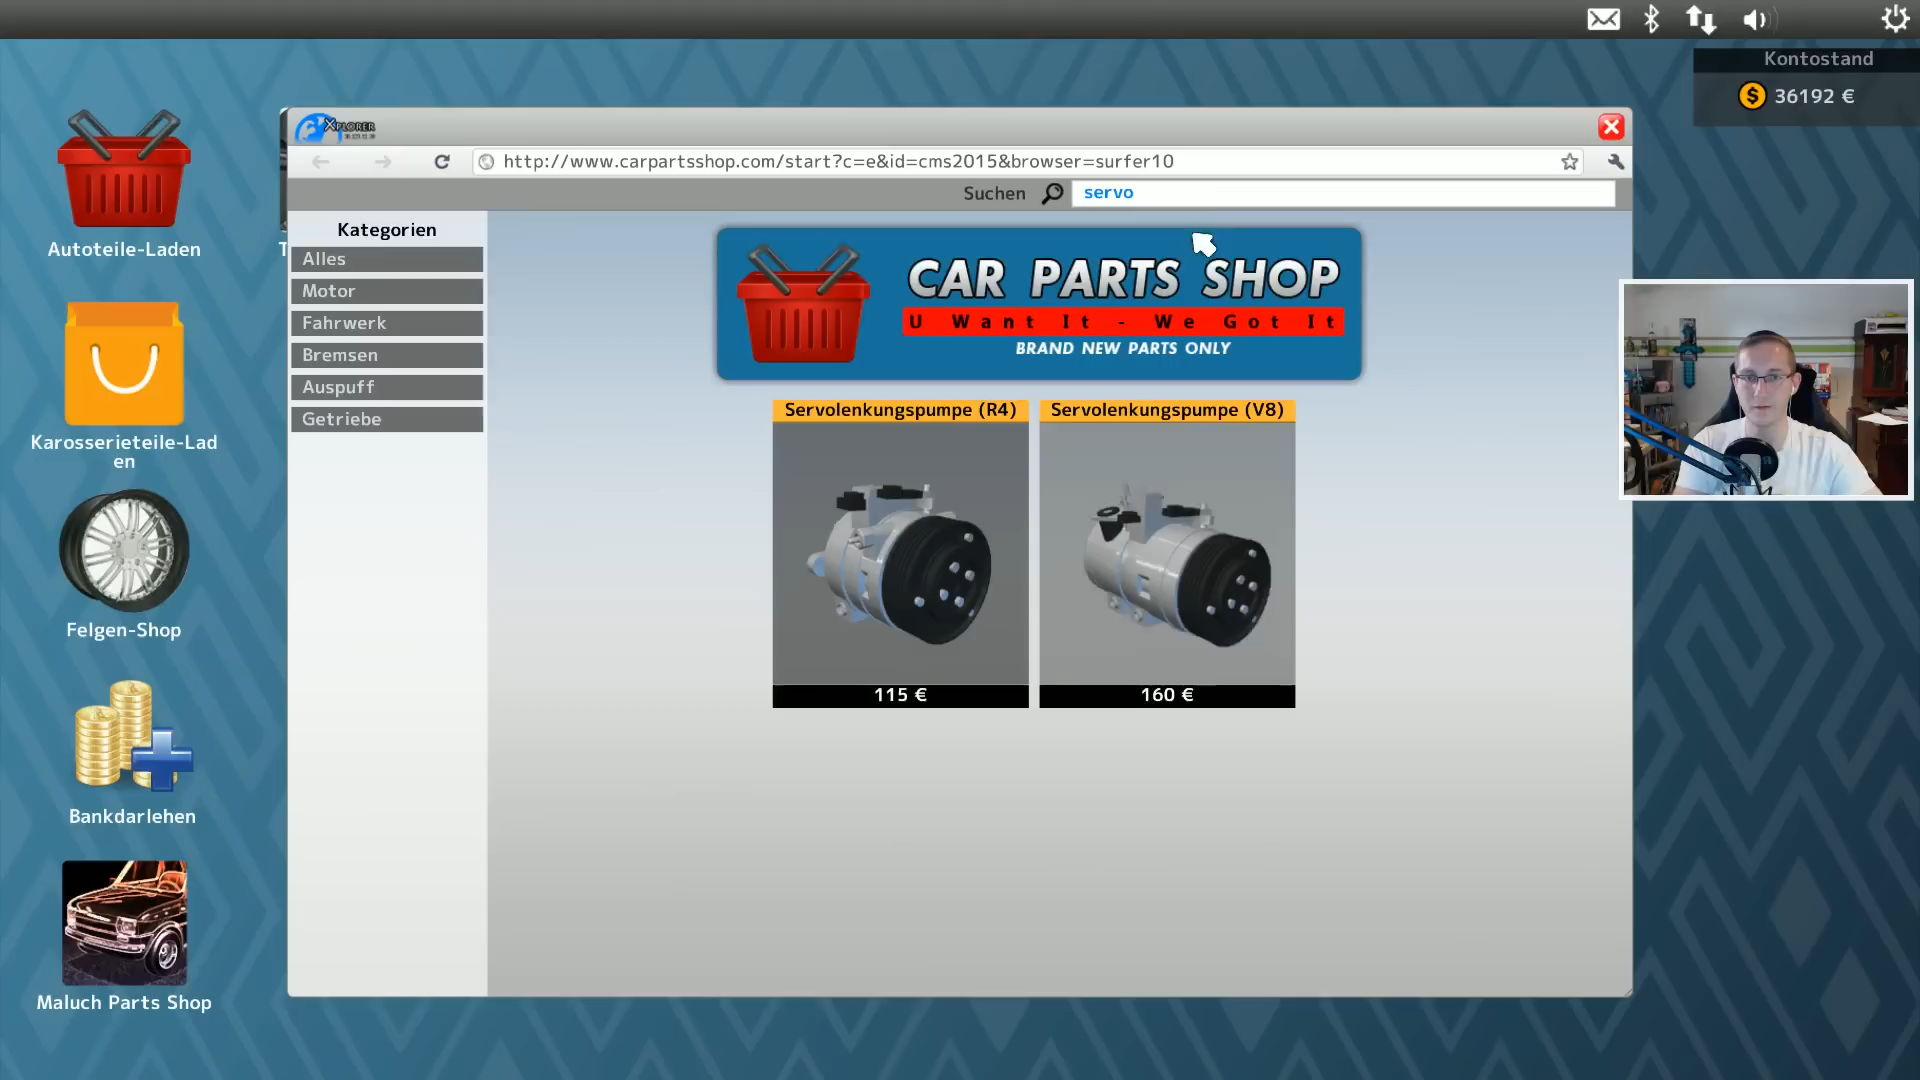 Kontostand
36192 €
XPLORER
http://www.carpartsshop.com/start?c=e&id=cms2015&browser=surfer10
Suchen
servo
Kategorien
Alles
Motor
Fahrwerk
Bremsen
Auspuff
Getriebe
CAR PARTS SHOP
U Want It - We Got It
BRAND NEW PARTS ONLY
Servolenkungspumpe (R4)
Servolenkungspumpe (V8)
115 €
160 €
Autoteile-Laden
T
Karosserieteile-Lad
en
Felgen-Shop
Bankdarlehen
Maluch Parts Shop